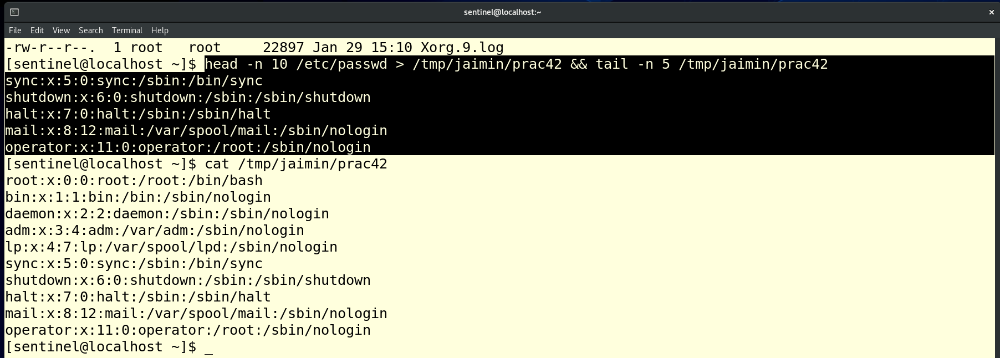 sentinel@localhost:~
File Edit View Search Terminal Help
-rw-r--r--.  1 root   root     22897 Jan 29 15:10 Xorg.9.log
[sentinel@localhost ~]$ head -n 10 /etc/passwd > /tmp/jaimin/prac42 && tail -n 5 /tmp/jaimin/prac42
sync:x:5:0:sync:/sbin:/bin/sync
shutdown:x:6:0:shutdown:/sbin:/sbin/shutdown
halt:x:7:0:halt:/sbin:/sbin/halt
mail:x:8:12:mail:/var/spool/mail:/sbin/nologin
operator:x:11:0:operator:/root:/sbin/nologin
[sentinel@localhost ~]$ cat /tmp/jaimin/prac42
root:x:0:0:root:/root:/bin/bash
bin:x:1:1:bin:/bin:/sbin/nologin
daemon:x:2:2:daemon:/sbin:/sbin/nologin
adm:x:3:4:adm:/var/adm:/sbin/nologin
lp:x:4:7:lp:/var/spool/lpd:/sbin/nologin
sync:x:5:0:sync:/sbin:/bin/sync
shutdown:x:6:0:shutdown:/sbin:/sbin/shutdown
halt:x:7:0:halt:/sbin:/sbin/halt
mail:x:8:12:mail:/var/spool/mail:/sbin/nologin
operator:x:11:0:operator:/root:/sbin/nologin
[sentinel@localhost ~]$ _